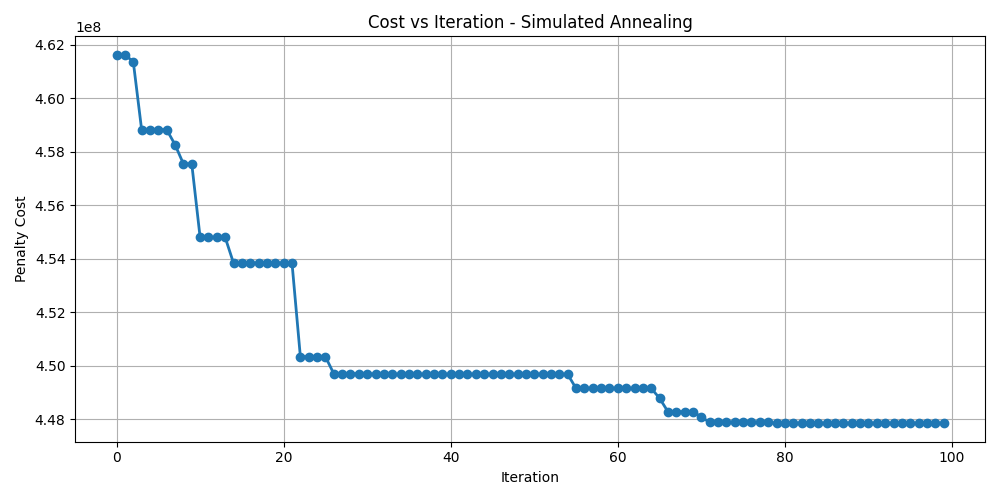 Cost vs Iteration - Simulated Annealing
1e8
4.62
4.60
4.58
4.56
4.54
4.52
4.50
4.48
Penalty Cost
0 20 40 60 80 100
Iteration